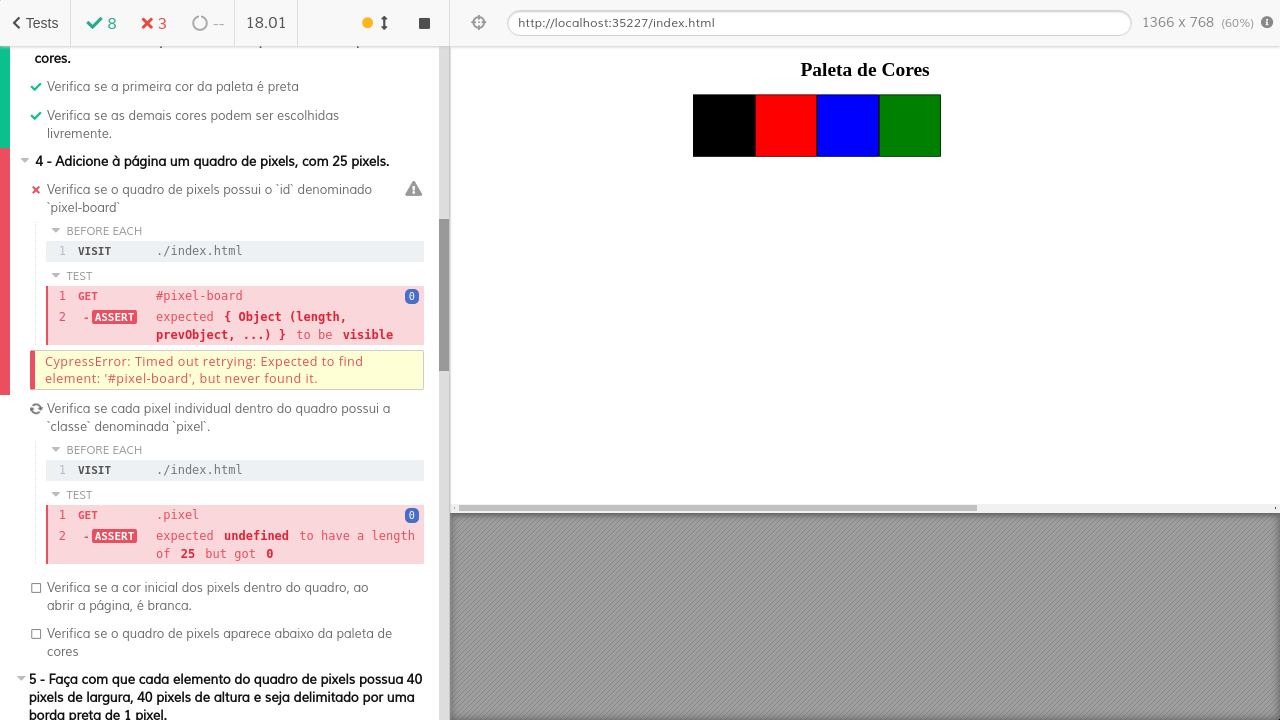 Tests
8
3
--
18.01
http://localhost:35227/index.html
1366 x 768 (60%)
cores.
Verifica se a primeira cor da paleta é preta
Verifica se as demais cores podem ser escolhidas
livremente.
4 - Adicione à página um quadro de pixels, com 25 pixels.
Verifica se o quadro de pixels possui o `id` denominado
`pixel-board`
BEFORE EACH
1 VISIT ./index.html
TEST
1 GET #pixel-board 0
2 - ASSERT expected { Object (length,
prevObject, ...) } to be visible
CypressError: Timed out retrying: Expected to find
element: '#pixel-board', but never found it.
Verifica se cada pixel individual dentro do quadro possui a
`classe` denominada `pixel`.
BEFORE EACH
1 VISIT ./index.html
TEST
1 GET .pixel 0
2 - ASSERT expected undefined to have a length
of 25 but got 0
Verifica se a cor inicial dos pixels dentro do quadro, ao
abrir a página, é branca.
Verifica se o quadro de pixels aparece abaixo da paleta de
cores
5 - Faça com que cada elemento do quadro de pixels possua 40
pixels de largura, 40 pixels de altura e seja delimitado por uma
borda preta de 1 pixel.
Paleta de Cores